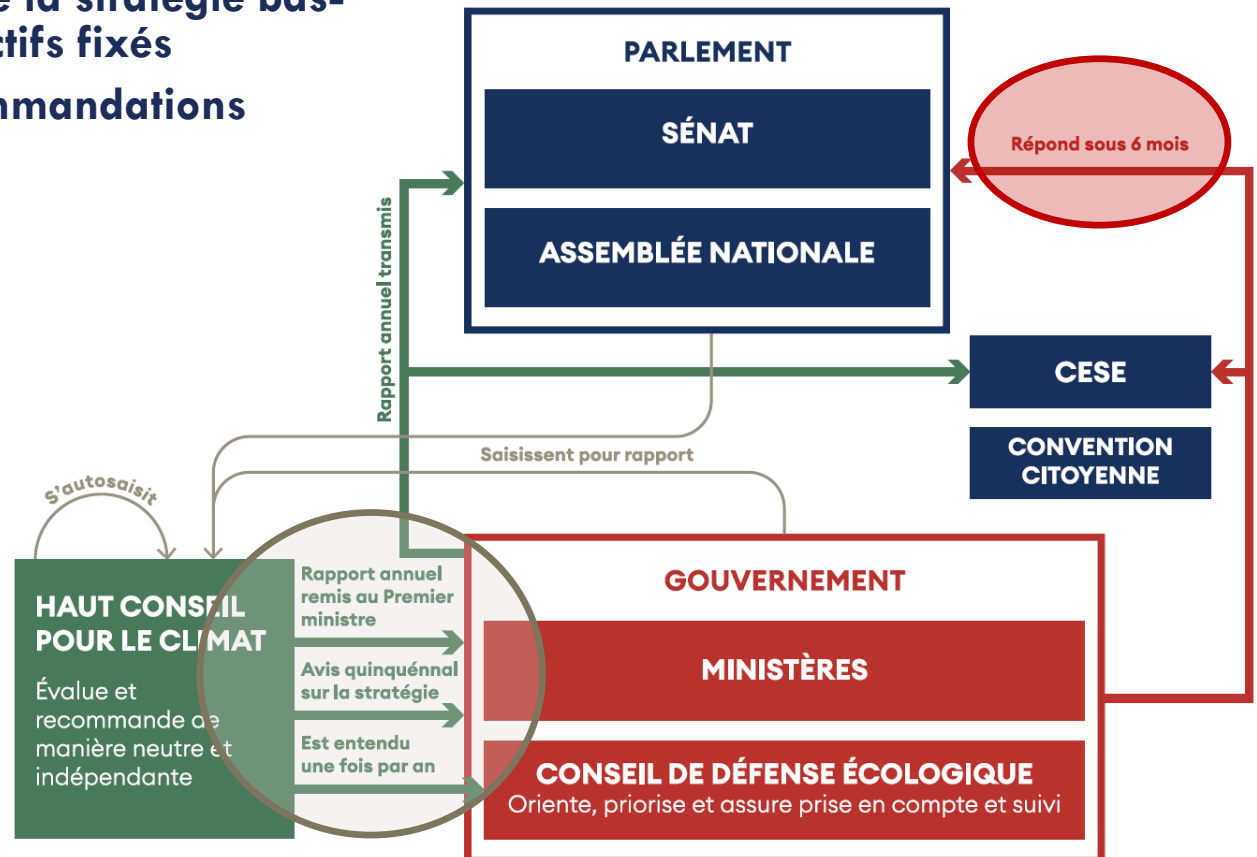 la stratégie bas-
fixés
PARLEMENT
SÉNAT
ASSEMBLÉE NATIONALE
Répond sous 6 mois
Rapport annuel transmis
CESE
CONVENTION
CITOYENNE
Saisissent pour rapport
S'autosaisit
HAUT CONSEIL
POUR LE CLIMAT
Évalue et
recommande de
manière neutre et
indépendante
Rapport annuel
remis au Premier
ministre
Avis quinquénnal
sur la stratégie
Est entendu
une fois par an
GOUVERNEMENT
MINISTÈRES
CONSEIL DE DÉFENSE ÉCOLOGIQUE
Oriente, priorise et assure prise en compte et suivi